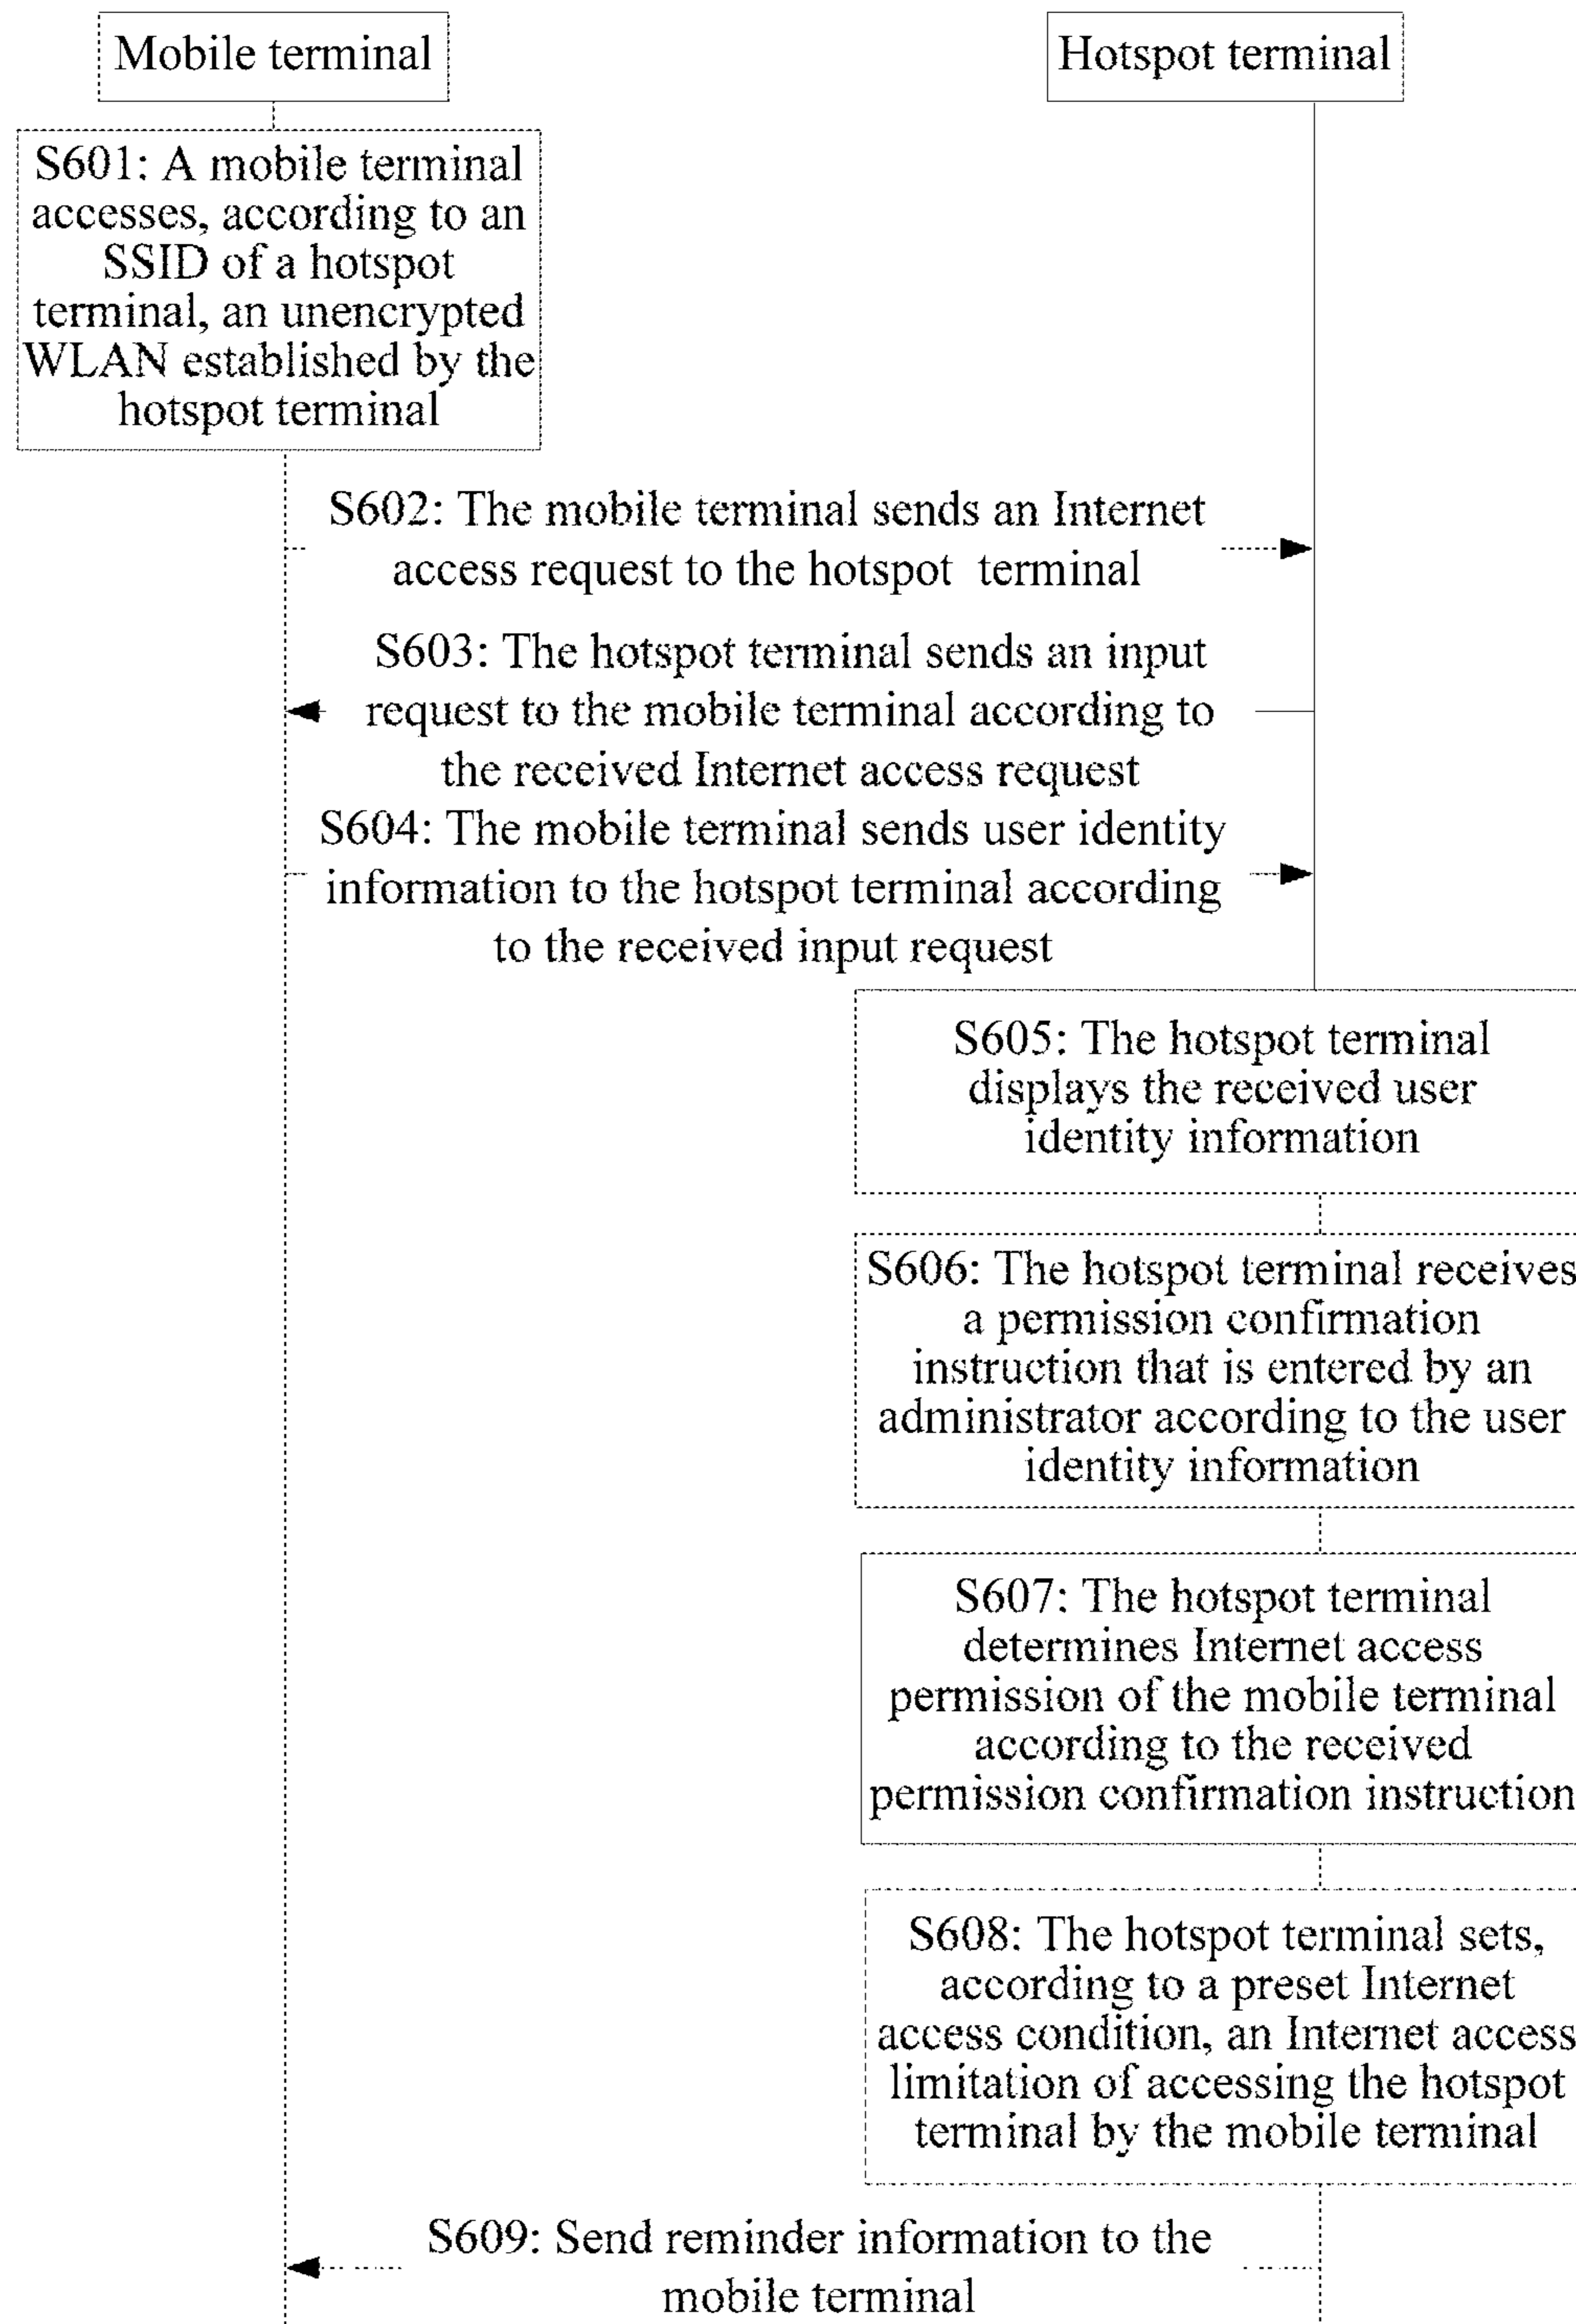 Mobile terminal
Hotspot terminal
S601: A mobile terminal
accesses, according to an
SSID of a hotspot
terminal, an unencrypted
WLAN established by the
hotspot terminal
S602: The mobile terminal sends an Internet
access request to the hotspot terminal
S603: The hotspot terminal sends an input
request to the mobile terminal according to
the received Internet access request
S604: The mobile terminal sends user identity
information to the hotspot terminal according
to the received input request
S605: The hotspot terminal
displays the received user
identity information
S606: The hotspot terminal receives
a permission confirmation
instruction that is entered by an
administrator according to the user
identity information
S607: The hotspot terminal
determines Internet access
permission of the mobile terminal
according to the received
permission confirmation instruction
S608: The hotspot terminal sets,
according to a preset Internet
access condition, an Internet access
limitation of accessing the hotspot
terminal by the mobile terminal
S609: Send reminder information to the
mobile terminal